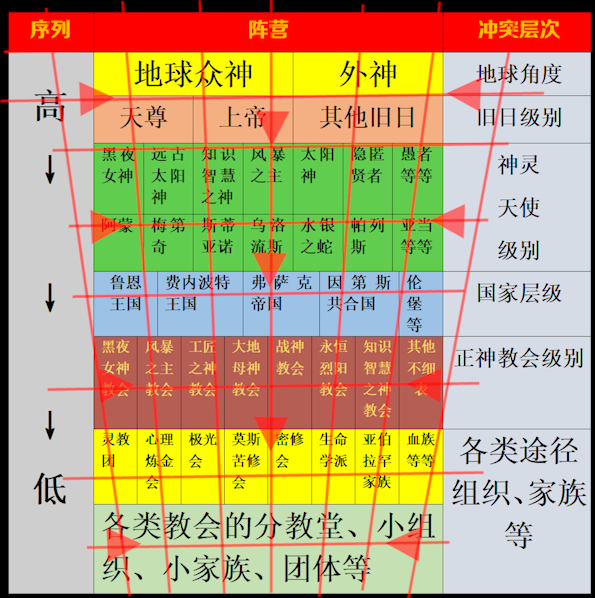 序列 阵营 冲突层次
高
地球众神 外神 地球角度
天尊 上帝 其他旧日 旧日级别
黑夜女神 远古太阳神 知识智慧之神 风暴之主 太阳神 隐匿贤者 愚者等等
神灵
天使
级别
阿蒙 梅第奇 斯蒂亚诺 乌洛流斯 水银之蛇 帕列斯 亚当等等
鲁恩王国 费内波特王国 弗萨克帝国 因第斯共合国 伦堡等 国家层级
黑夜女神教会 风暴之主教会 工匠之神教会 大地母神教会 战神教会 永恒烈阳教会 知识智慧之神教会 其他不细表 正神教会级别
低
灵教团 心理炼金会 极光会 莫斯苦修会 密修会 生命学派 亚伯拉罕家族 血族等等
各类途径
组织、家族
等
各类教会的分教堂、小组
织、小家族、团体等